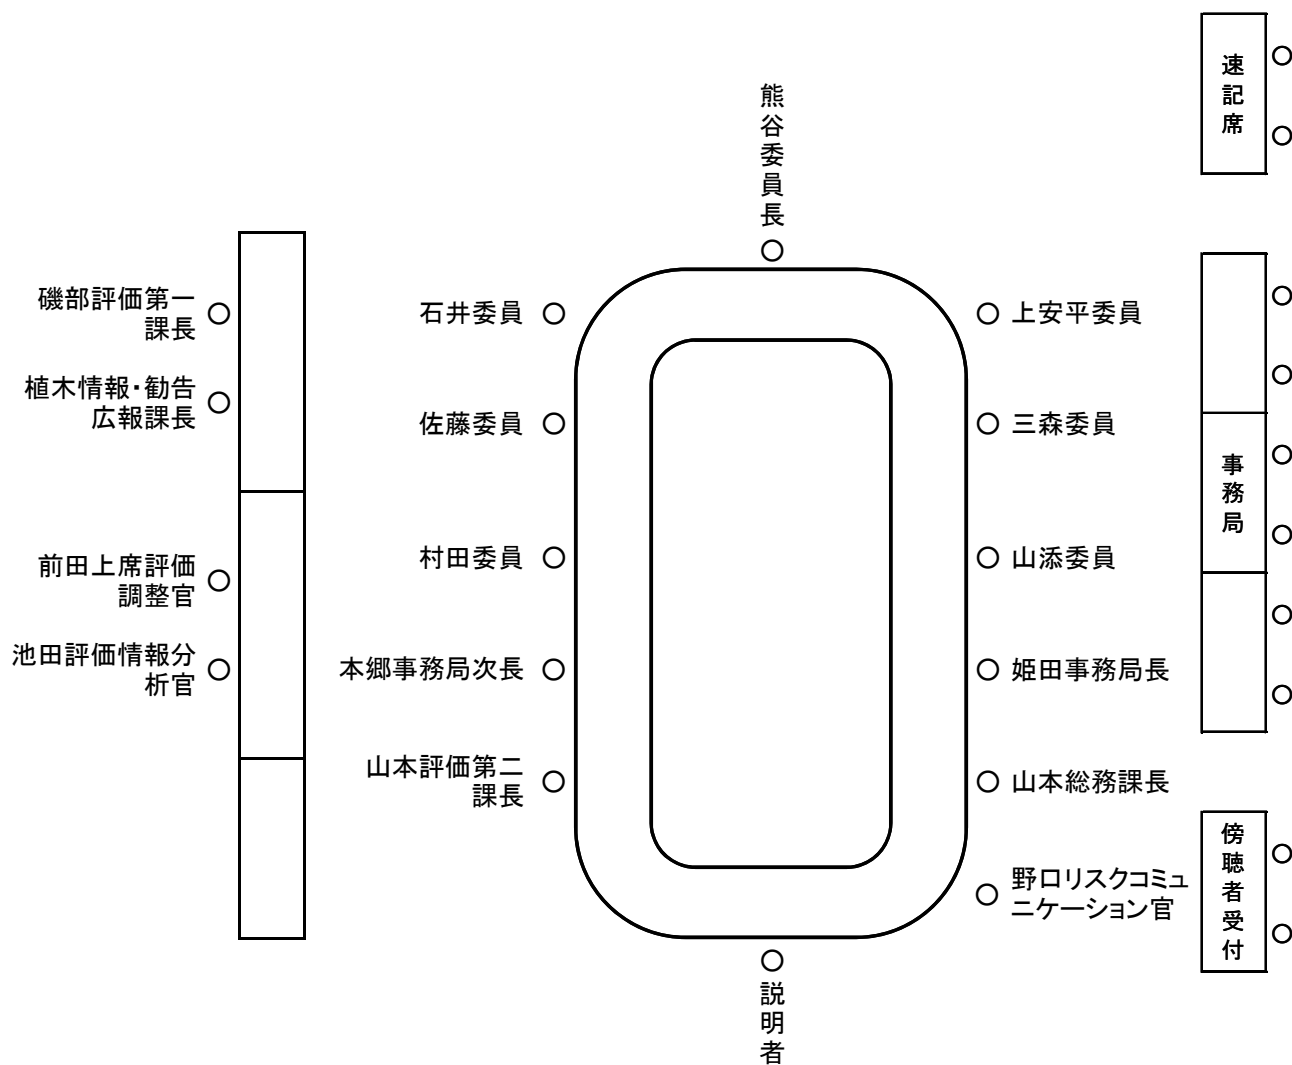 速記席
熊谷委員長
磯部評価第一
課長
植木情報・勧告
広報課長
前田上席評価
調整官
池田評価情報分
析官
石井委員
佐藤委員
村田委員
本郷事務局次長
山本評価第二
課長
上安平委員
三森委員
山添委員
姫田事務局長
山本総務課長
野口リスクコミュ
ニケーション官
事務局
傍聴者受付
説明者